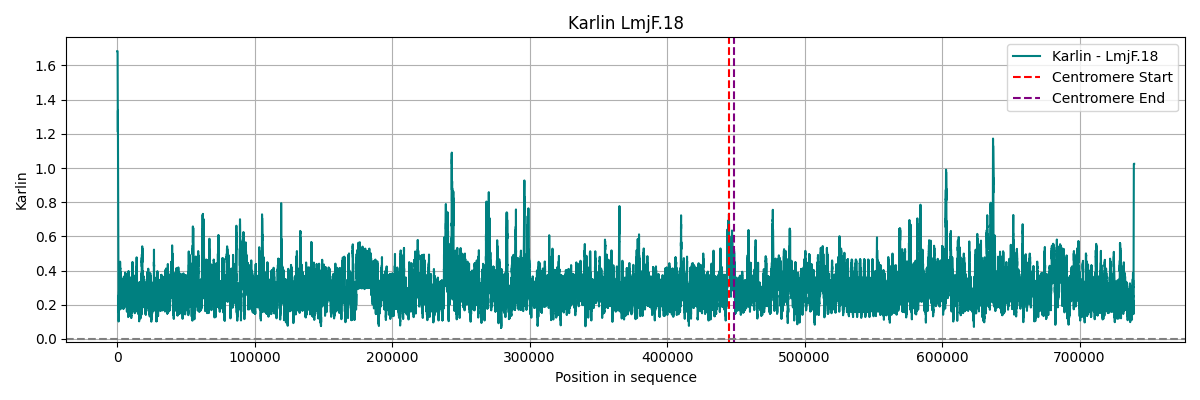 Karlin LmjF.18
Karlin - LmjF.18
Centromere Start
Centromere End
Karlin
1.6
1.4
1.2
1.0
0.8
0.6
0.4
0.2
0.0
0 100000 200000 300000 400000 500000 600000 700000
Position in sequence